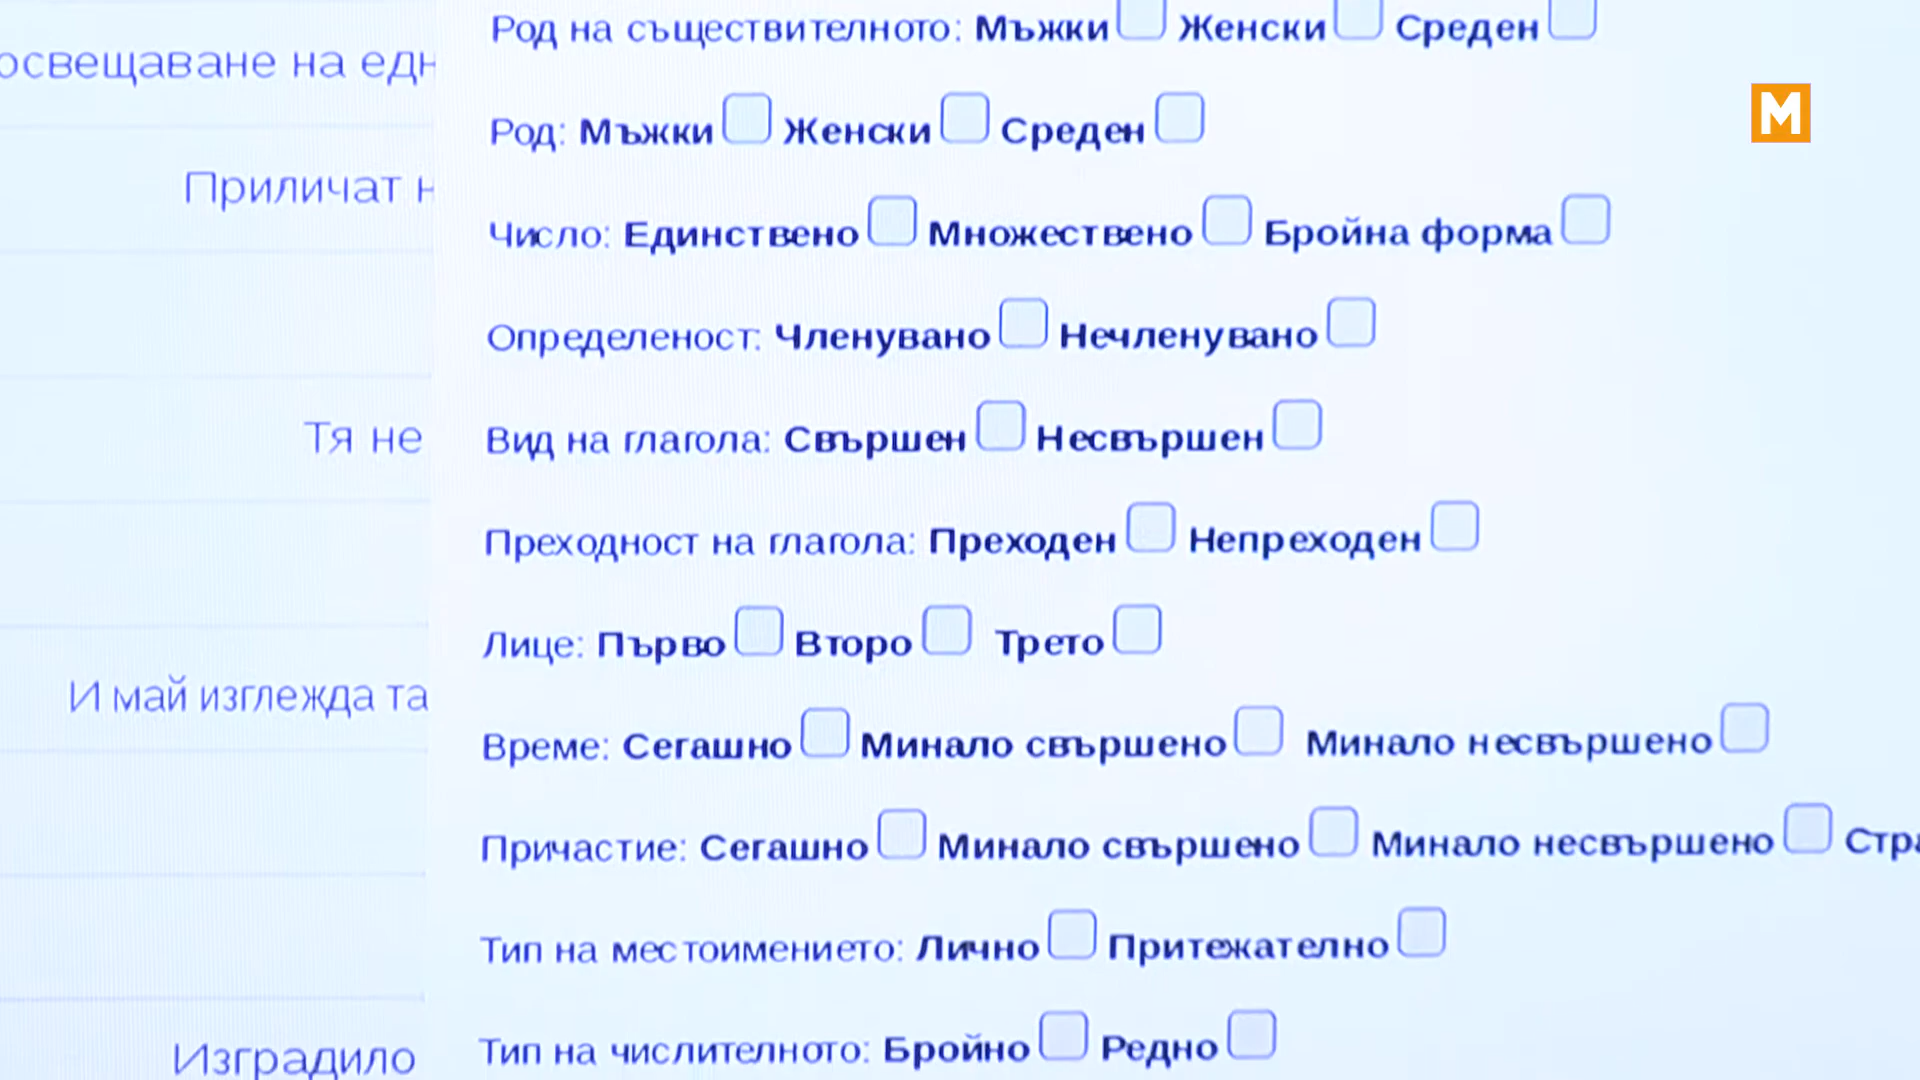 освещаване на
Приличат
Тя не
И май изглежда
Изградило
Род на съществителното: Мъжки Женски Среден
Род: Мъжки Женски Среден
Число: Единствено Множествено Бройна форма
Определеност: Членувано Нечленувано
Вид на глагола: Свършен Несвършен
Преходност на глагола: Преходен Непреходен
Лице: Първо Второ Трето
Време: Сегашно Минало свършено Минало несвършено
Причастие: Сегашно Минало свършено Минало несвършено
Тип на местоимението: Лично Притежателно
Тип на числителното: Бройно Редно
M